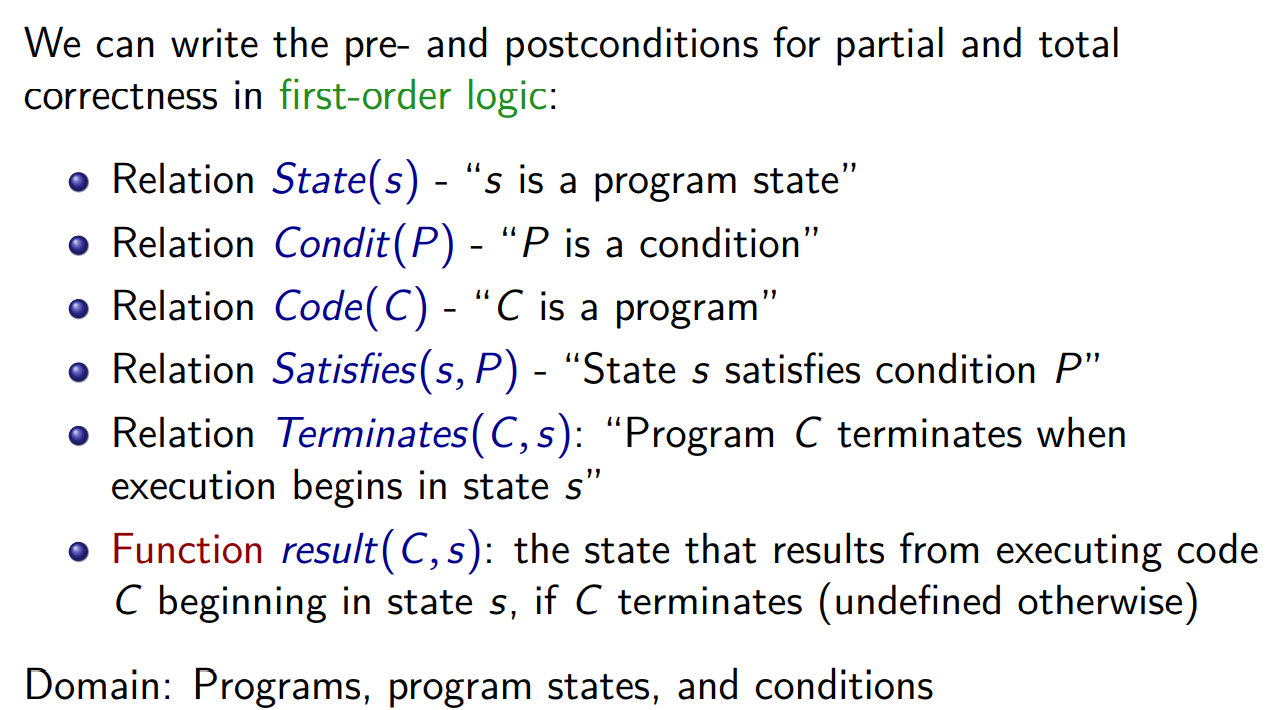 We can write the pre- and postconditions for partial and total
correctness in first-order logic:
Relation State(s) - “s is a program state”
Relation Condit(P) - “P is a condition”
Relation Code(C) - “C is a program”
Relation Satisfies(s, P) - “State s satisfies condition P”
Relation Terminates(C, s): “Program C terminates when
execution begins in state s”
Function result(C, s): the state that results from executing code
C beginning in state s, if C terminates (undefined otherwise)
Domain: Programs, program states, and conditions